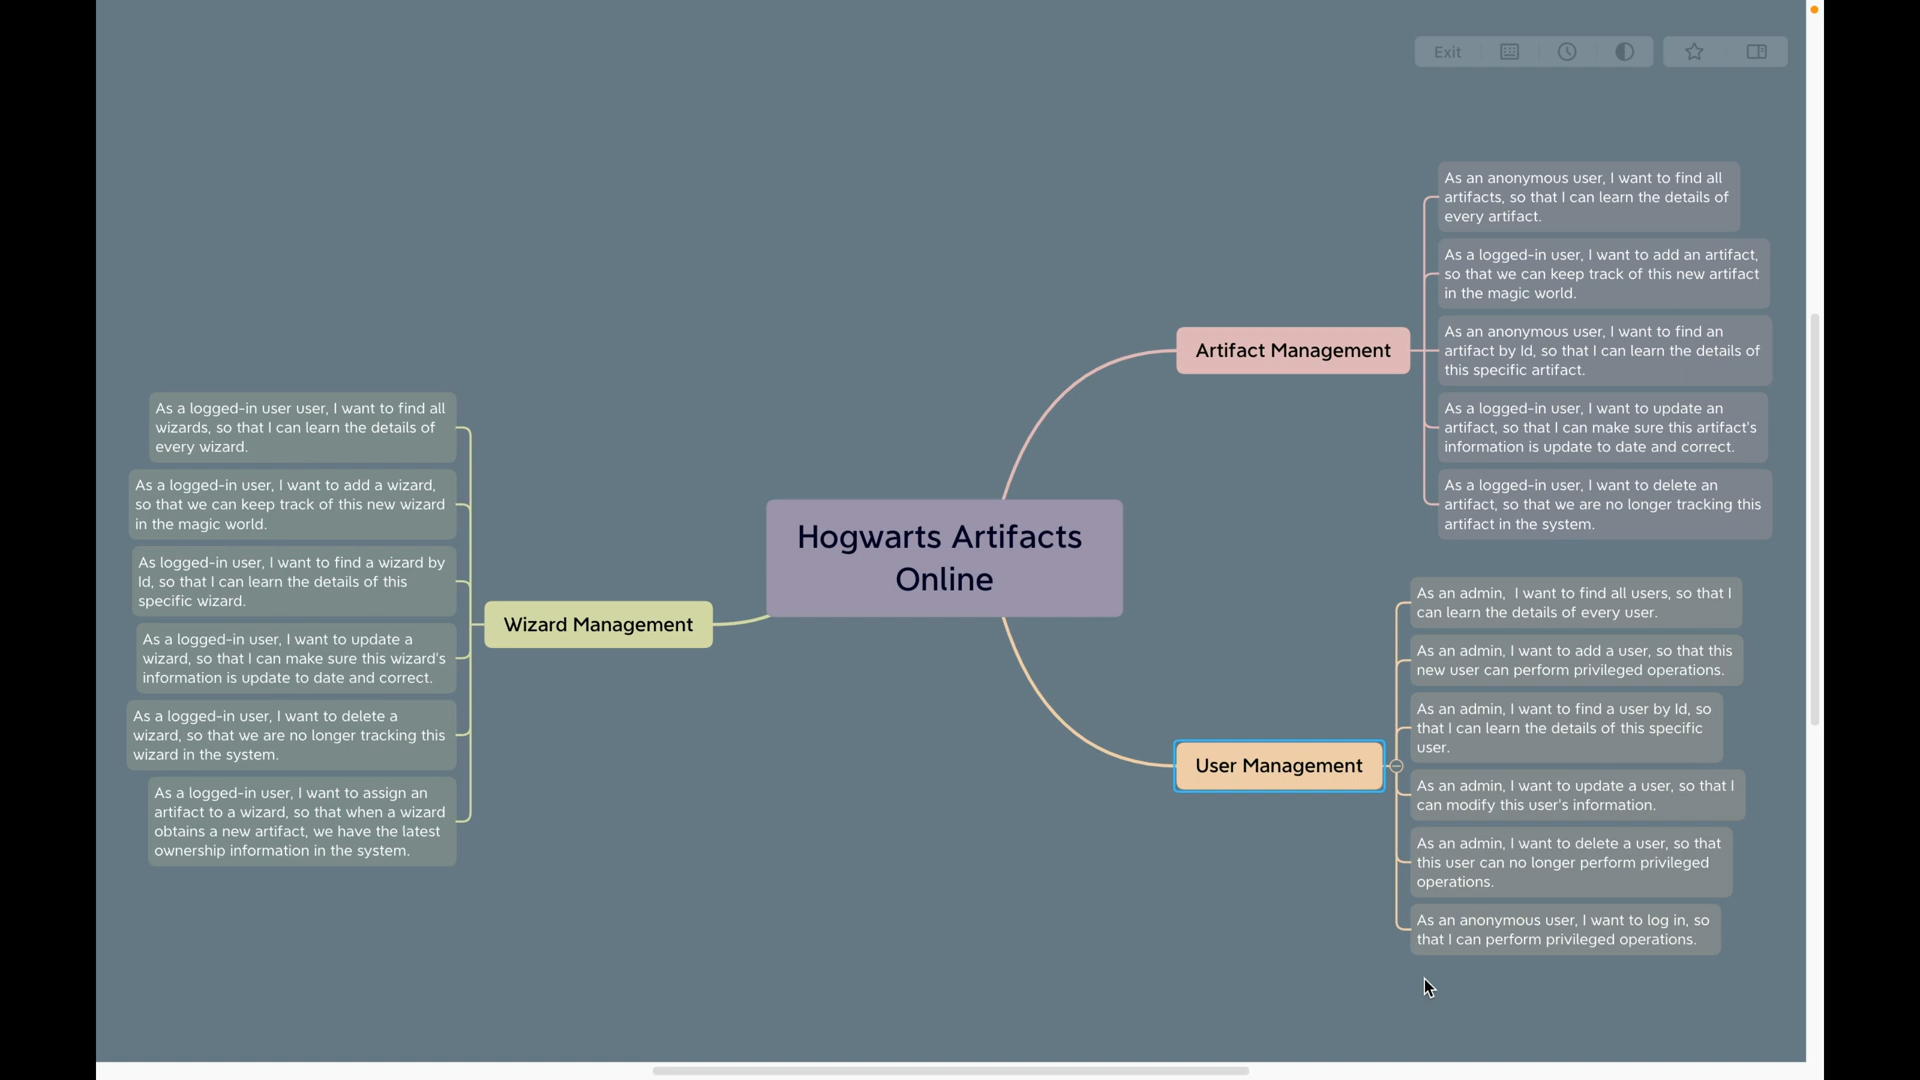 Exit
As an anonymous user, I want to find all
artifacts, so that I can learn the details of
every artifact.
As a logged-in user, I want to add an artifact,
so that we can keep track of this new artifact
in the magic world.
Artifact Management
As an anonymous user, I want to find an
artifact by Id, so that I can learn the details of
this specific artifact.
As a logged-in user, I want to update an
artifact, so that I can make sure this artifact's
information is update to date and correct.
As a logged-in user, I want to delete an
artifact, so that we are no longer tracking this
artifact in the system.
Hogwarts Artifacts
Online
As a logged-in user user, I want to find all
wizards, so that I can learn the details of
every wizard.
As a logged-in user, I want to add a wizard,
so that we can keep track of this new wizard
in the magic world.
As logged-in user, I want to find a wizard by
Id, so that I can learn the details of this
specific wizard.
Wizard Management
As a logged-in user, I want to update a
wizard, so that I can make sure this wizard's
information is update to date and correct.
As a logged-in user, I want to delete a
wizard, so that we are no longer tracking this
wizard in the system.
As a logged-in user, I want to assign an
artifact to a wizard, so that when a wizard
obtains a new artifact, we have the latest
ownership information in the system.
As an admin,  I want to find all users, so that I
can learn the details of every user.
As an admin, I want to add a user, so that this
new user can perform privileged operations.
As an admin, I want to find a user by Id, so
that I can learn the details of this specific
user.
User Management
As an admin, I want to update a user, so that I
can modify this user's information.
As an admin, I want to delete a user, so that
this user can no longer perform privileged
operations.
As an anonymous user, I want to log in, so
that I can perform privileged operations.